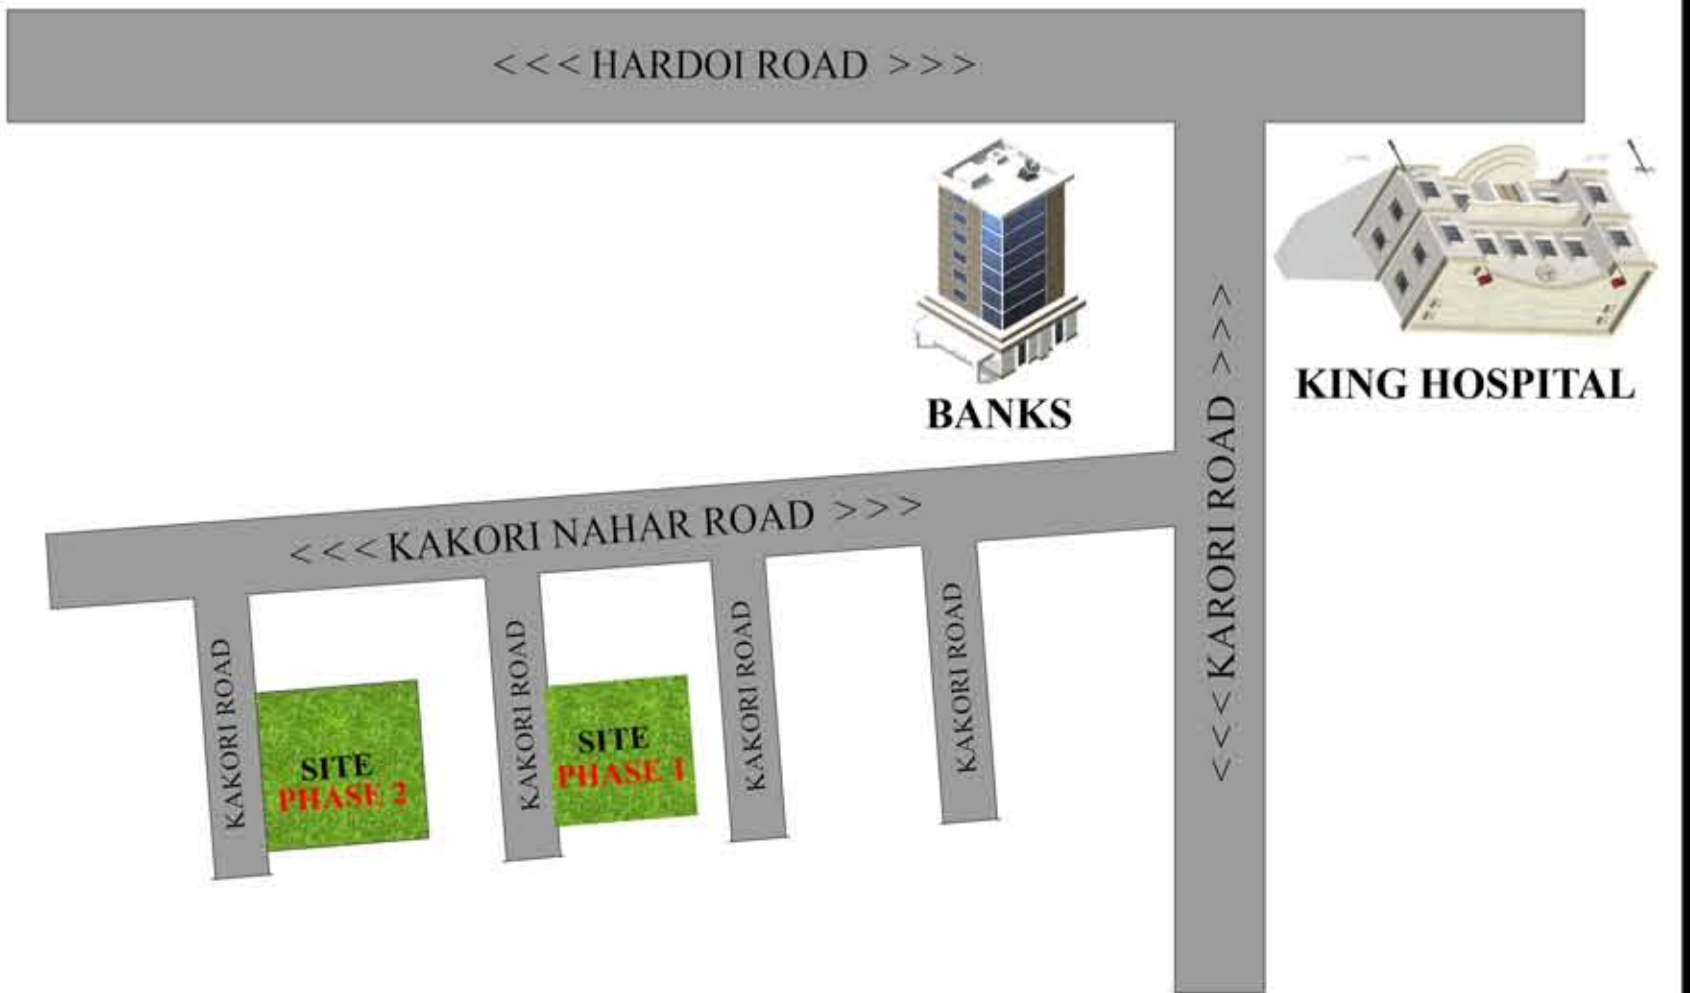 <<< HARDOI ROAD >>>
BANKS
KING HOSPITAL
<<< KAKORI NAHAR ROAD >>>
<<< KARORI ROAD >>>
KAKORI ROAD
SITE
PHASE 2
KAKORI ROAD
SITE
PHASE 1
KAKORI ROAD
KAKORI ROAD